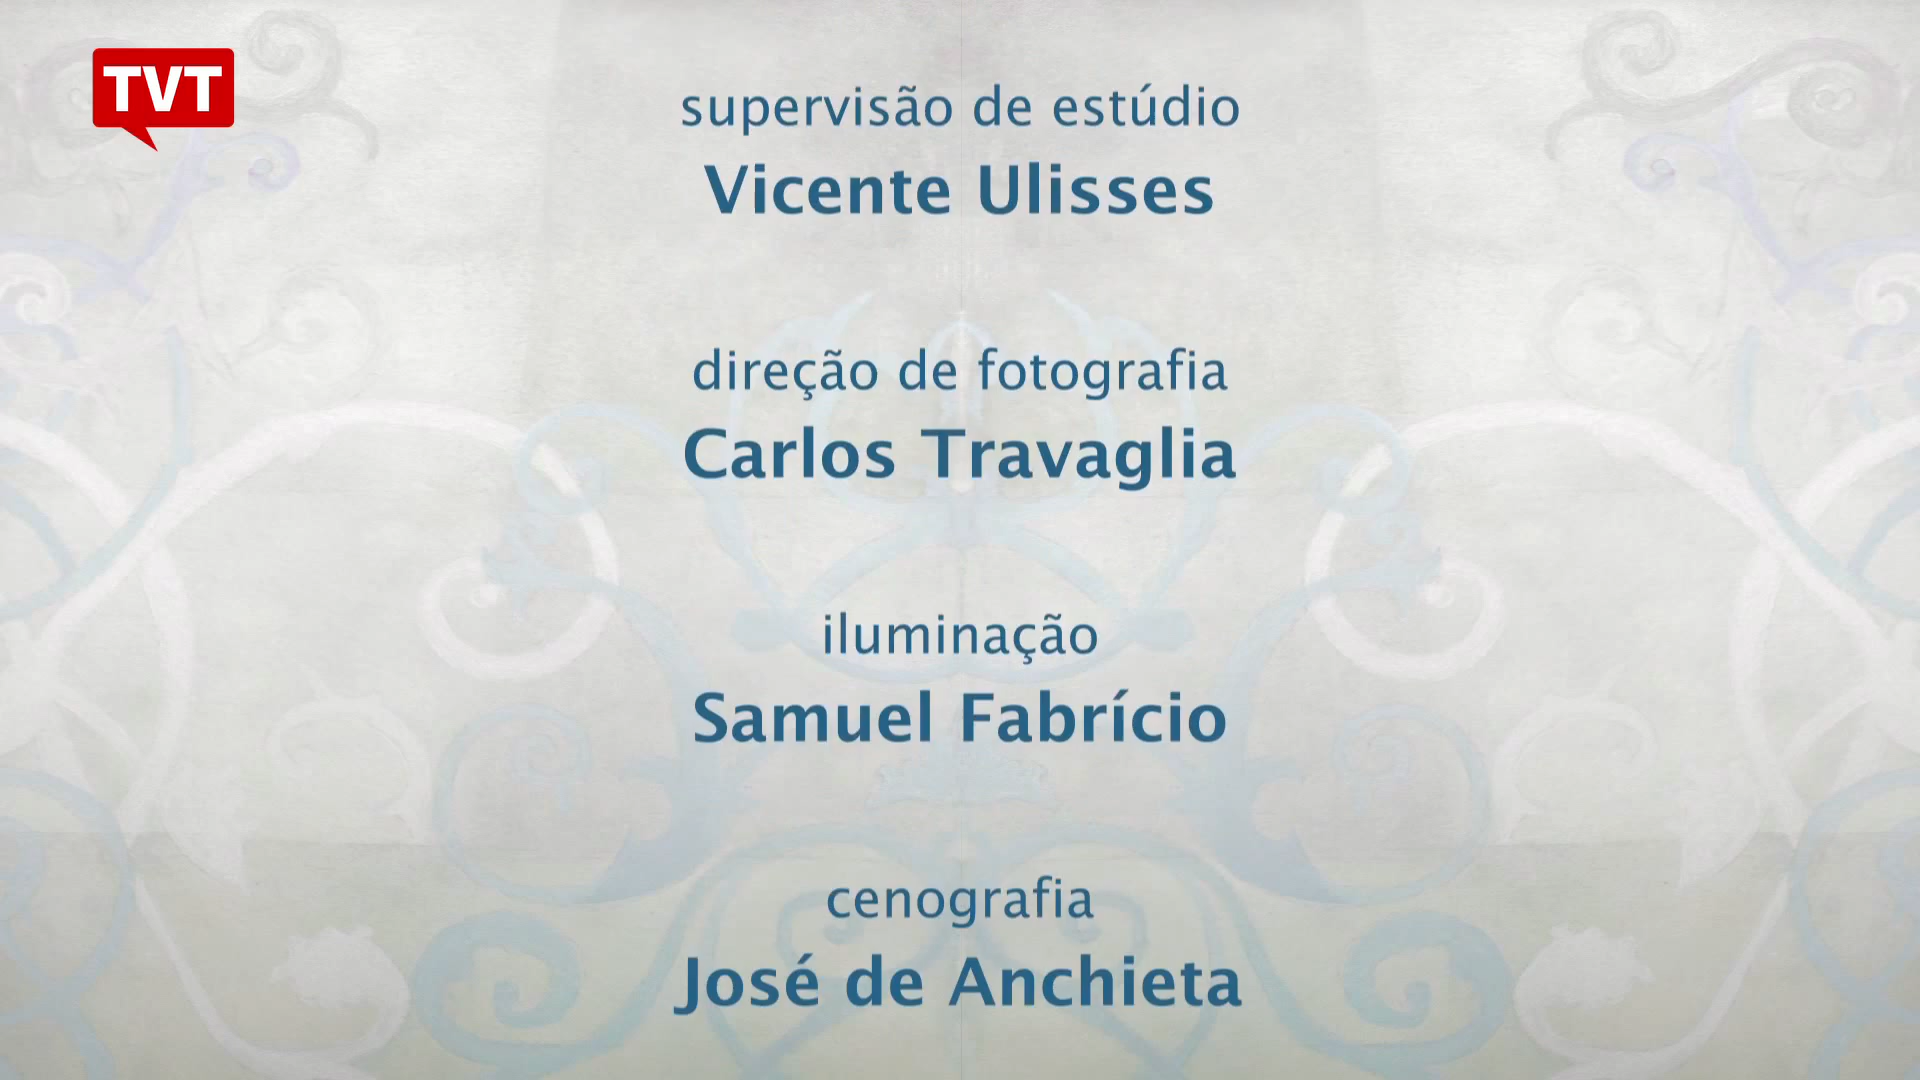 TVT
supervisão de estúdio
Vicente Ulisses
direção de fotografia
Carlos Travaglia
iluminação
Samuel Fabrício
cenografia
José de Anchieta